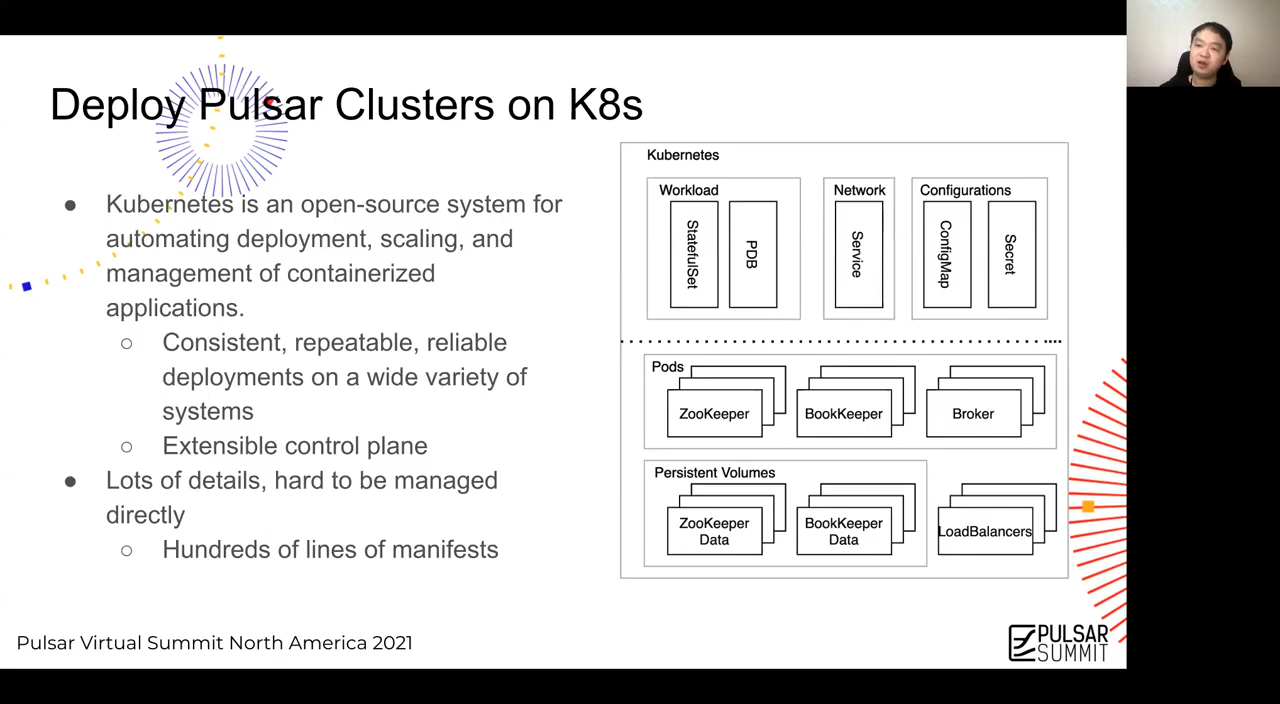 Deploy Pulsar Clusters on K8s
● Kubernetes is an open-source system for
automating deployment, scaling, and
management of containerized
applications.
○ Consistent, repeatable, reliable
deployments on a wide variety of
systems
○ Extensible control plane
● Lots of details, hard to be managed
directly
○ Hundreds of lines of manifests
Kubernetes
Workload
StatefulSet
PDB
Network
Service
Configurations
ConfigMap
Secret
Pods
ZooKeeper
BookKeeper
Broker
Persistent Volumes
ZooKeeper
Data
BookKeeper
Data
LoadBalancers
Pulsar Virtual Summit North America 2021
PULSAR
SUMMIT